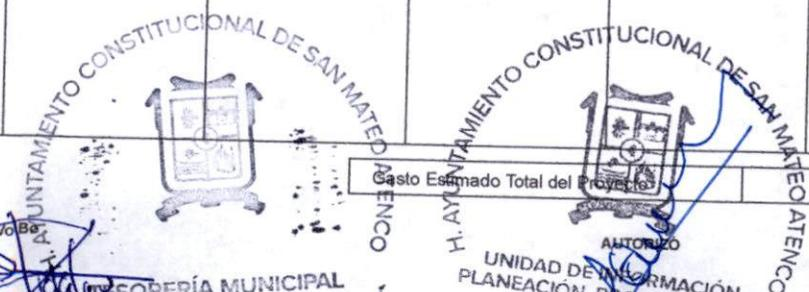 H. AYUNTAMIENTO CONSTITUCIONAL DE SAN MATEO ATENCO
H. AYUNTAMIENTO CONSTITUCIONAL DE SAN MATEO ATENCO
Gasto Estimado Total del Proyecto
Vo Bo
AUTORIZÓ
TESORERÍA MUNICIPAL
UNIDAD DE INFORMACIÓN
PLANEACIÓN,